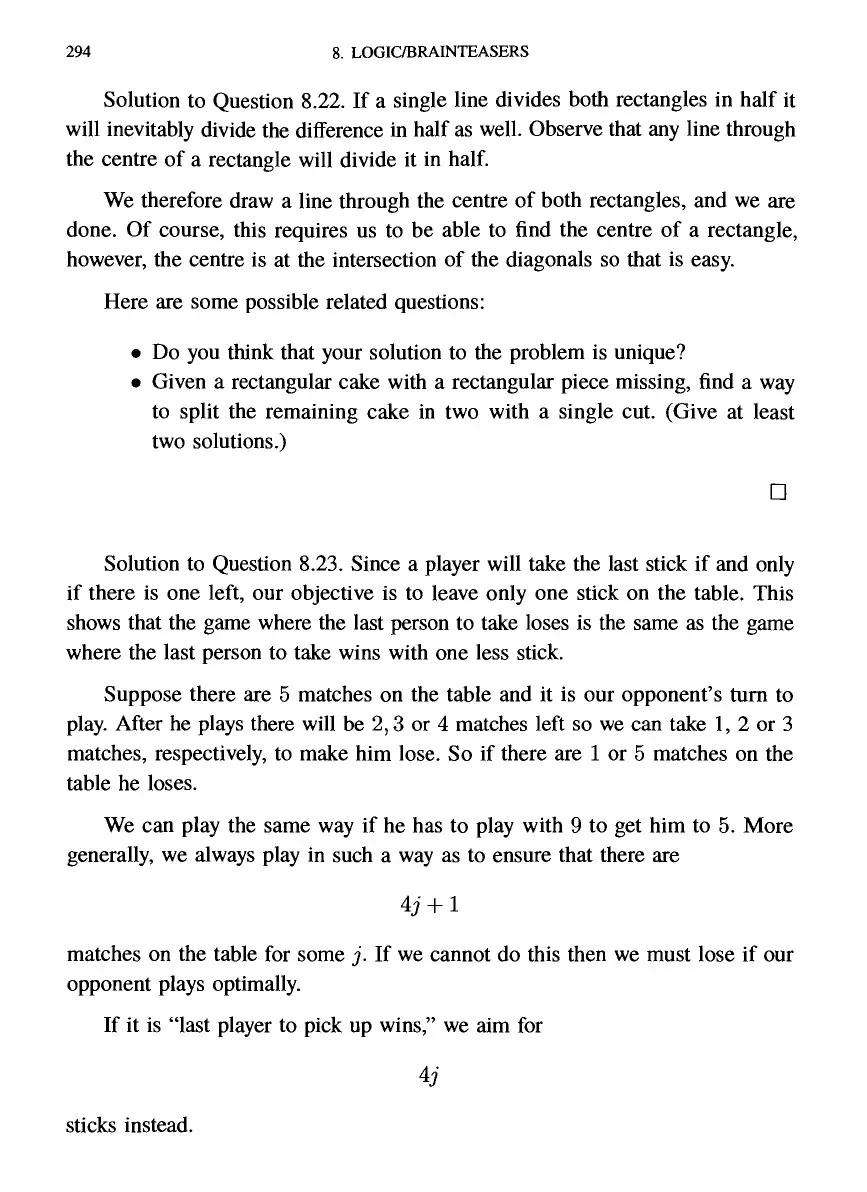 294
8. LOGIC/BRAINTEASERS
Solution to Question 8.22. If a single line divides both rectangles in half it
will inevitably divide the difference in half as well. Observe that any line through
the centre of a rectangle will divide it in half.
We therefore draw a line through the centre of both rectangles, and we are
done. Of course, this requires us to be able to find the centre of a rectangle,
however, the centre is at the intersection of the diagonals so that is easy.
Here are some possible related questions:
• Do you think that your solution to the problem is unique?
• Given a rectangular cake with a rectangular piece missing, find a way
to split the remaining cake in two with a single cut. (Give at least
two solutions.)
□
Solution to Question 8.23. Since a player will take the last stick if and only
if there is one left, our objective is to leave only one stick on the table. This
shows that the game where the last person to take loses is the same as the game
where the last person to take wins with one less stick.
Suppose there are 5 matches on the table and it is our opponent's turn to
play. After he plays there will be 2, 3 or 4 matches left so we can take 1, 2 or 3
matches, respectively, to make him lose. So if there are 1 or 5 matches on the
table he loses.
We can play the same way if he has to play with 9 to get him to 5. More
generally, we always play in such a way as to ensure that there are
4j + 1
matches on the table for some j. If we cannot do this then we must lose if our
opponent plays optimally.
If it is “last player to pick up wins,” we aim for
4j
sticks instead.